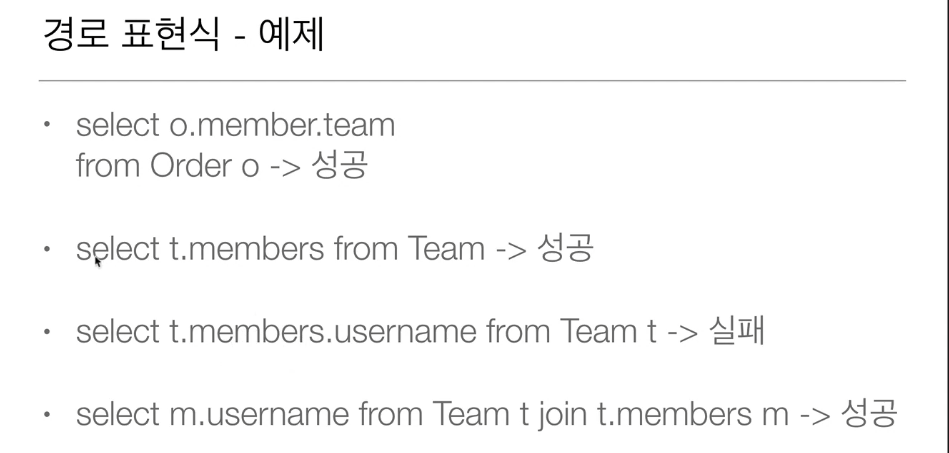 경로 표현식 - 예제
• select o.member.team
from Order o -> 성공
• select t.members from Team -> 성공
• select t.members.username from Team t -> 실패
• select m.username from Team t join t.members m -> 성공